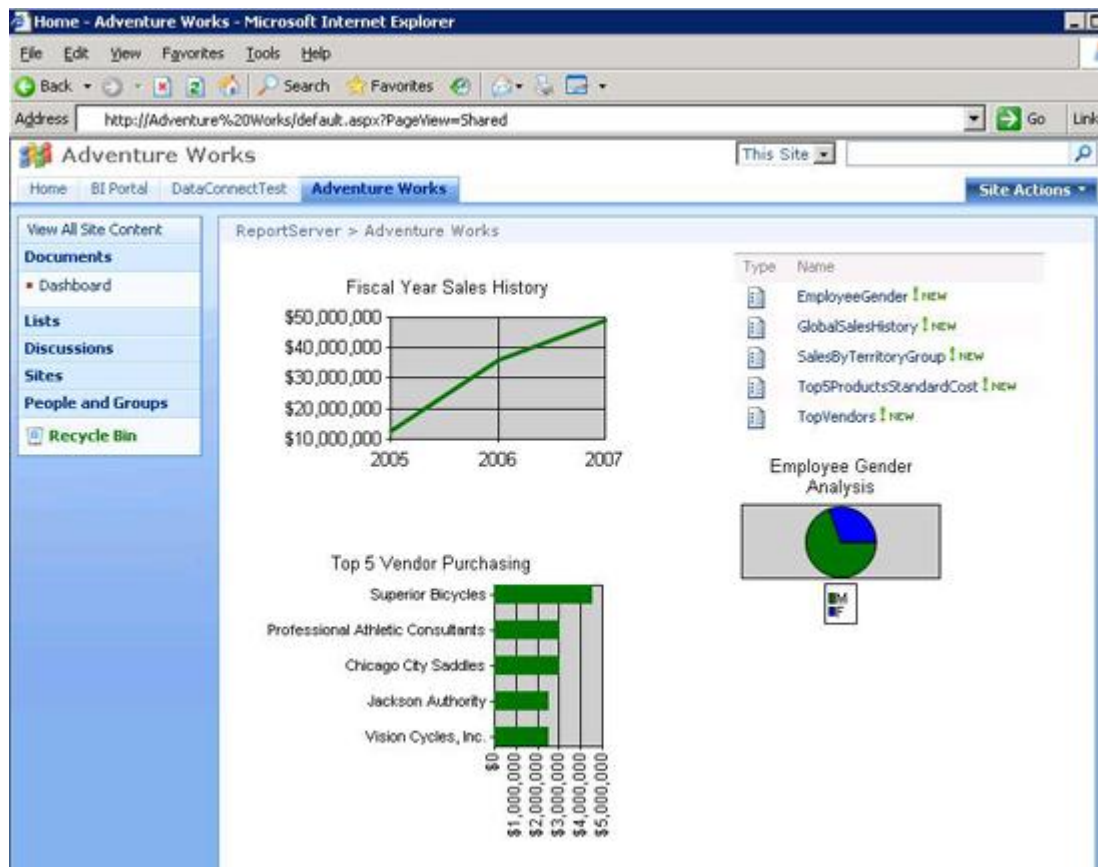 Home - Adventure Works - Microsoft Internet Explorer
File Edit View Favorites Tools Help
Back Search Favorites
Address http://Adventure%20Works/default.aspx?PageView=Shared Go Link
Adventure Works This Site
Home BI Portal DataConnectTest Adventure Works Site Actions
View All Site Content
Documents
Dashboard
Lists
Discussions
Sites
People and Groups
Recycle Bin
ReportServer > Adventure Works
Fiscal Year Sales History
$50,000,000
$40,000,000
$30,000,000
$20,000,000
$10,000,000
2005 2006 2007
Type Name
EmployeeGender ! NEW
GlobalSalesHistory ! NEW
SalesByTerritoryGroup ! NEW
Top5ProductsStandardCost ! NEW
TopVendors ! NEW
Employee Gender
Analysis
M
F
Top 5 Vendor Purchasing
Superior Bicycles
Professional Athletic Consultants
Chicago City Saddles
Jackson Authority
Vision Cycles, Inc.
$0
$1,000,000
$2,000,000
$3,000,000
$4,000,000
$5,000,000